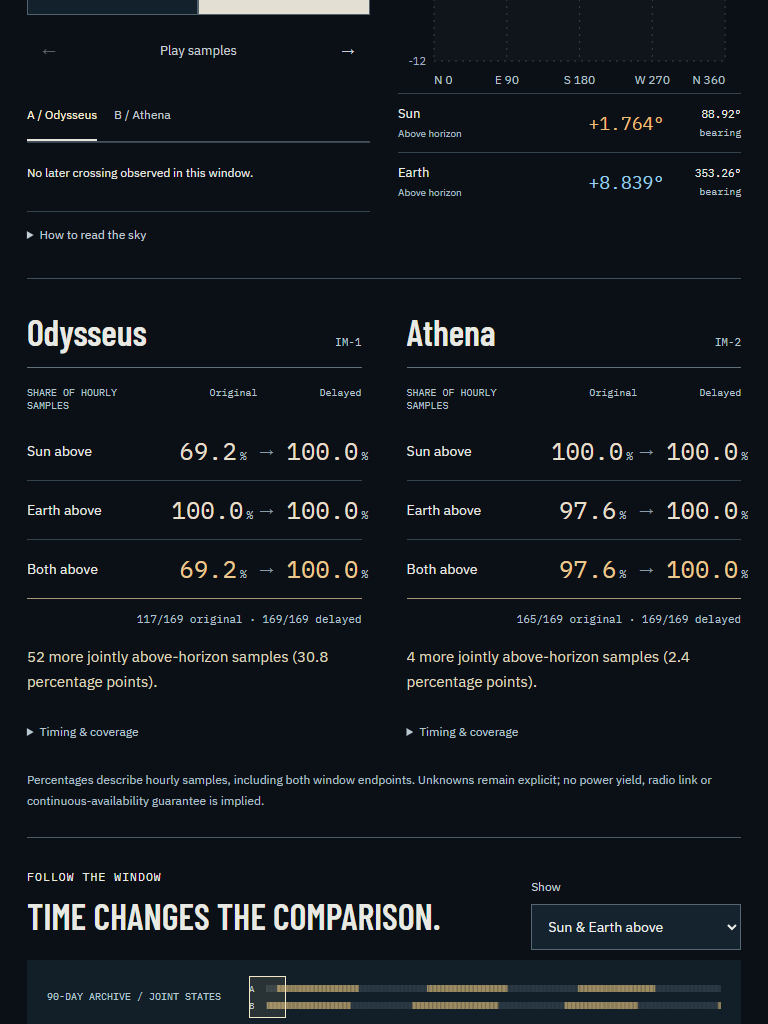 ← Play samples →
-12
N 0 E 90 S 180 W 270 N 360
A / Odysseus B / Athena
No later crossing observed in this window.
▶ How to read the sky
Sun +1.764° 88.92°
Above horizon bearing
Earth +8.839° 353.26°
Above horizon bearing
Odysseus IM-1
SHARE OF HOURLY Original Delayed
SAMPLES
Sun above 69.2% → 100.0%
Earth above 100.0% → 100.0%
Both above 69.2% → 100.0%
117/169 original · 169/169 delayed
52 more jointly above-horizon samples (30.8
percentage points).
▶ Timing & coverage
Athena IM-2
SHARE OF HOURLY Original Delayed
SAMPLES
Sun above 100.0% → 100.0%
Earth above 97.6% → 100.0%
Both above 97.6% → 100.0%
165/169 original · 169/169 delayed
4 more jointly above-horizon samples (2.4
percentage points).
▶ Timing & coverage
Percentages describe hourly samples, including both window endpoints. Unknowns remain explicit; no power yield, radio link or
continuous-availability guarantee is implied.
FOLLOW THE WINDOW
TIME CHANGES THE COMPARISON.
Show
Sun & Earth above
90-DAY ARCHIVE / JOINT STATES
A
B